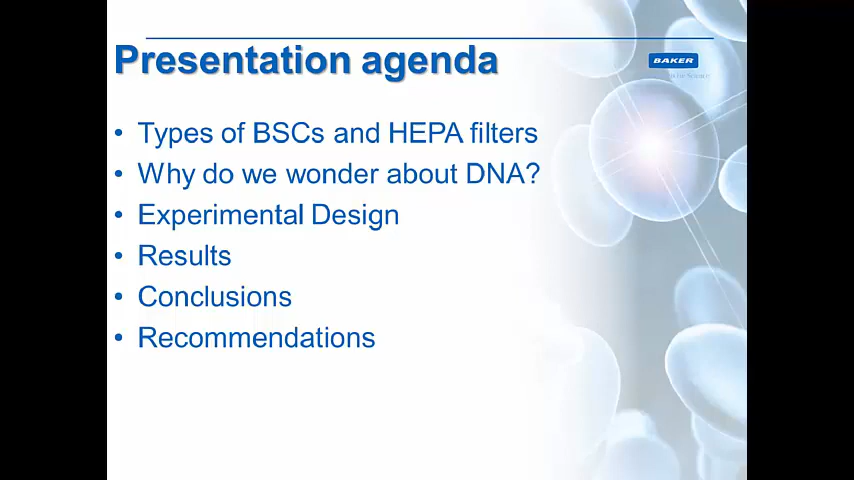 Presentation agenda
BAKER
• Types of BSCs and HEPA filters
• Why do we wonder about DNA?
• Experimental Design
• Results
• Conclusions
• Recommendations